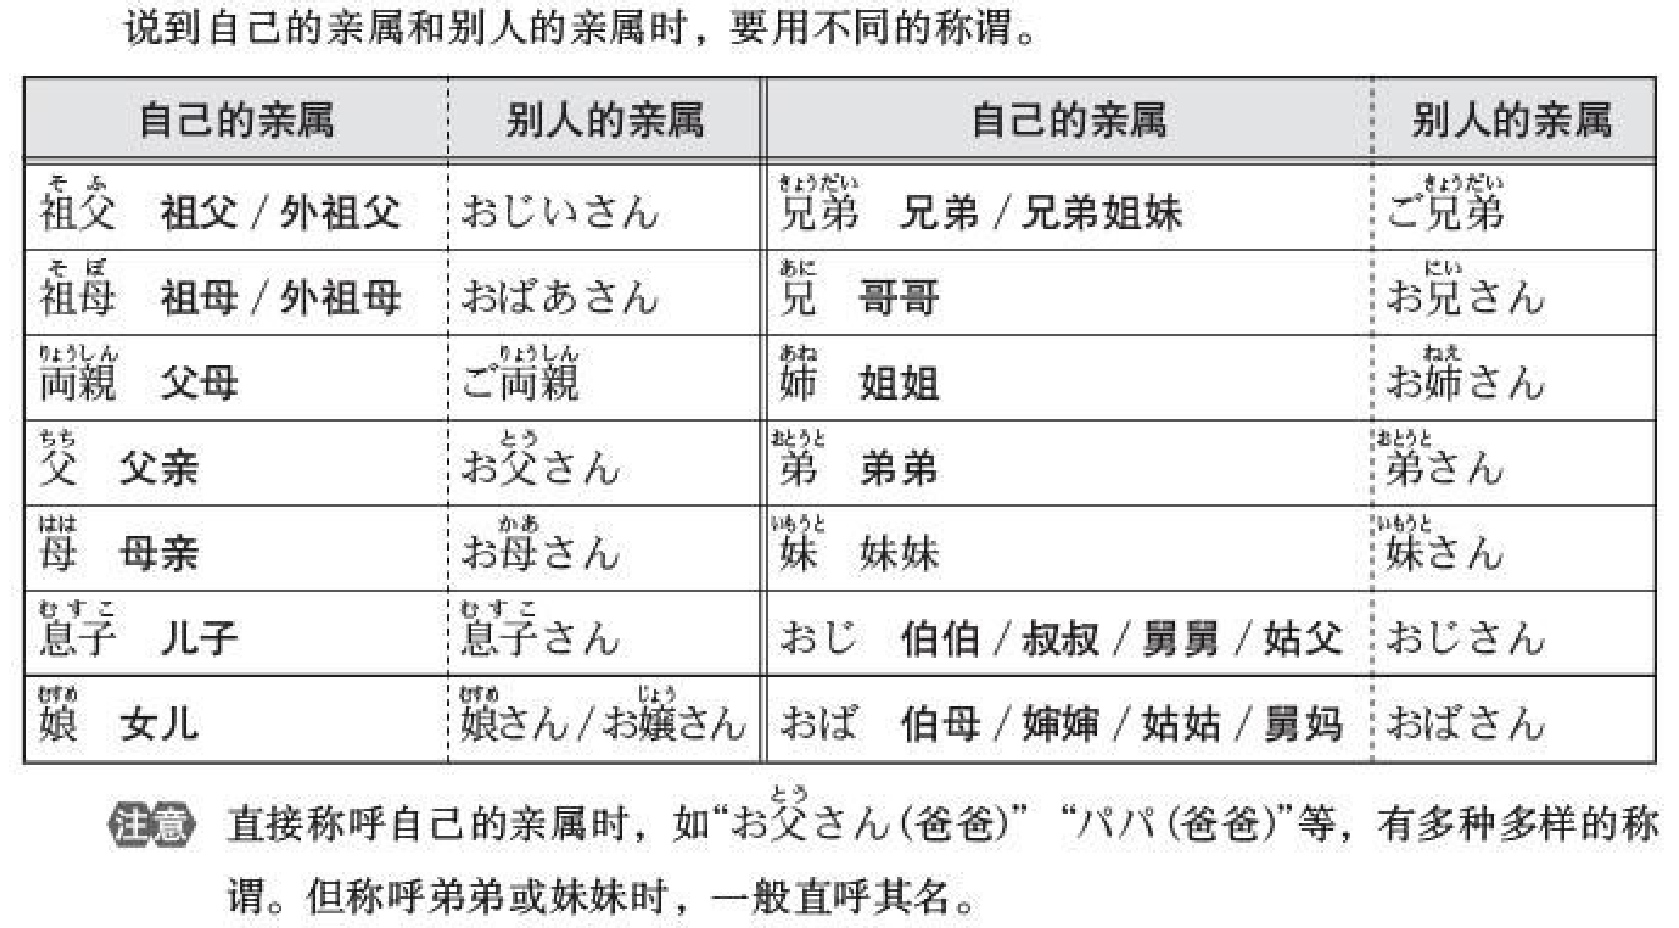 说到自己的亲属和别人的亲属时，要用不同的称谓。
自己的亲属 别人的亲属 自己的亲属 别人的亲属
そふ きょうだい きょうだい
祖父 祖父/外祖父 おじいさん 兄弟 兄弟/兄弟姐妹 ご兄弟
そぼ あに にい
祖母 祖母/外祖母 おばあさん 兄 哥哥 お兄さん
りょうしん りょうしん あね ねえ
両親 父母 ご両親 姉 姐姐 お姉さん
ちち とう おとうと おとうと
父 父亲 お父さん 弟 弟弟 弟さん
はは かあ いもうと いもうと
母 母亲 お母さん 妹 妹妹 妹さん
むすこ むすこ
息子 儿子 息子さん おじ 伯伯/叔叔/舅舅/姑父 おじさん
むすめ むすめ じょう
娘 女儿 娘さん/お嬢さん おば 伯母/婶婶/姑姑/舅妈 おばさん
とう
注意 直接称呼自己的亲属时，如“お父さん(爸爸)” “パパ(爸爸)”等，有多种多样的称
谓。但称呼弟弟或妹妹时，一般直呼其名。